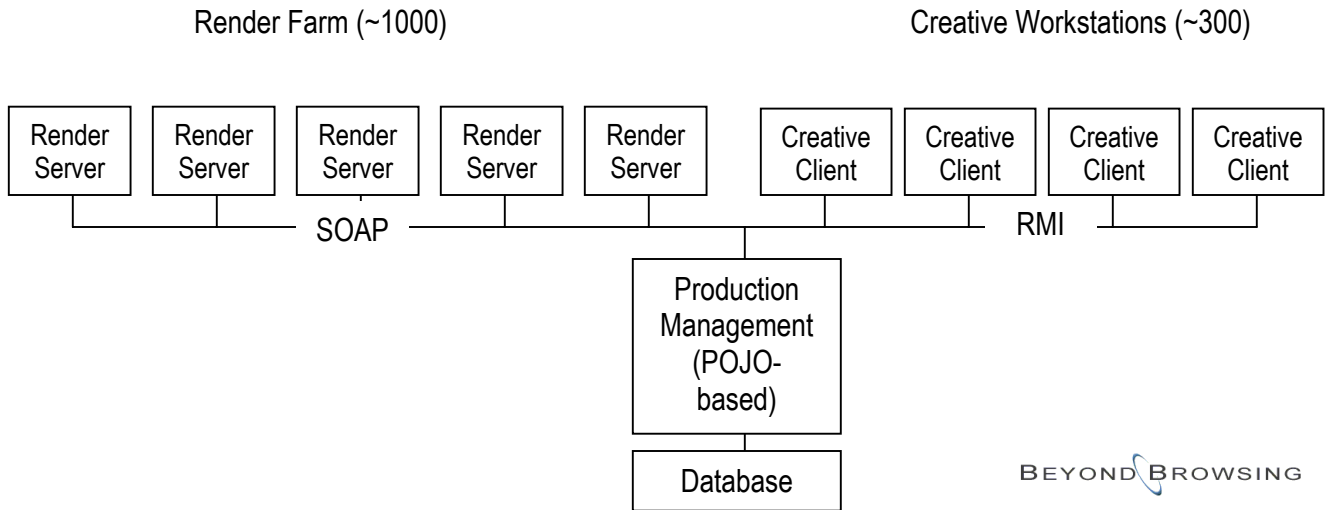 Render Farm (~1000)
Creative Workstations (~300)
Render
Server
Render
Server
Render
Server
Render
Server
Render
Server
Creative
Client
Creative
Client
Creative
Client
Creative
Client
SOAP
RMI
Production
Management
(POJO-
based)
Database
BEYOND BROWSING